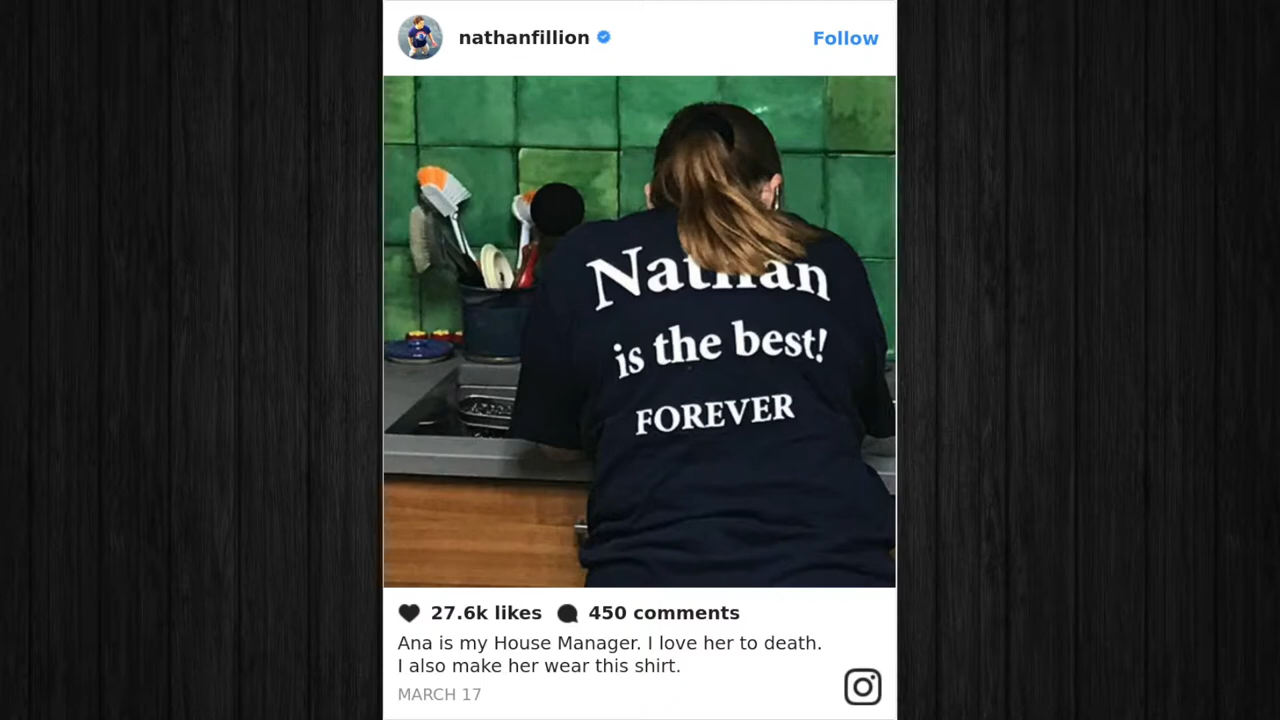 nathanfillion
Follow
Nathan
is the best!
FOREVER
27.6k likes 450 comments
Ana is my House Manager. I love her to death.
I also make her wear this shirt.
MARCH 17